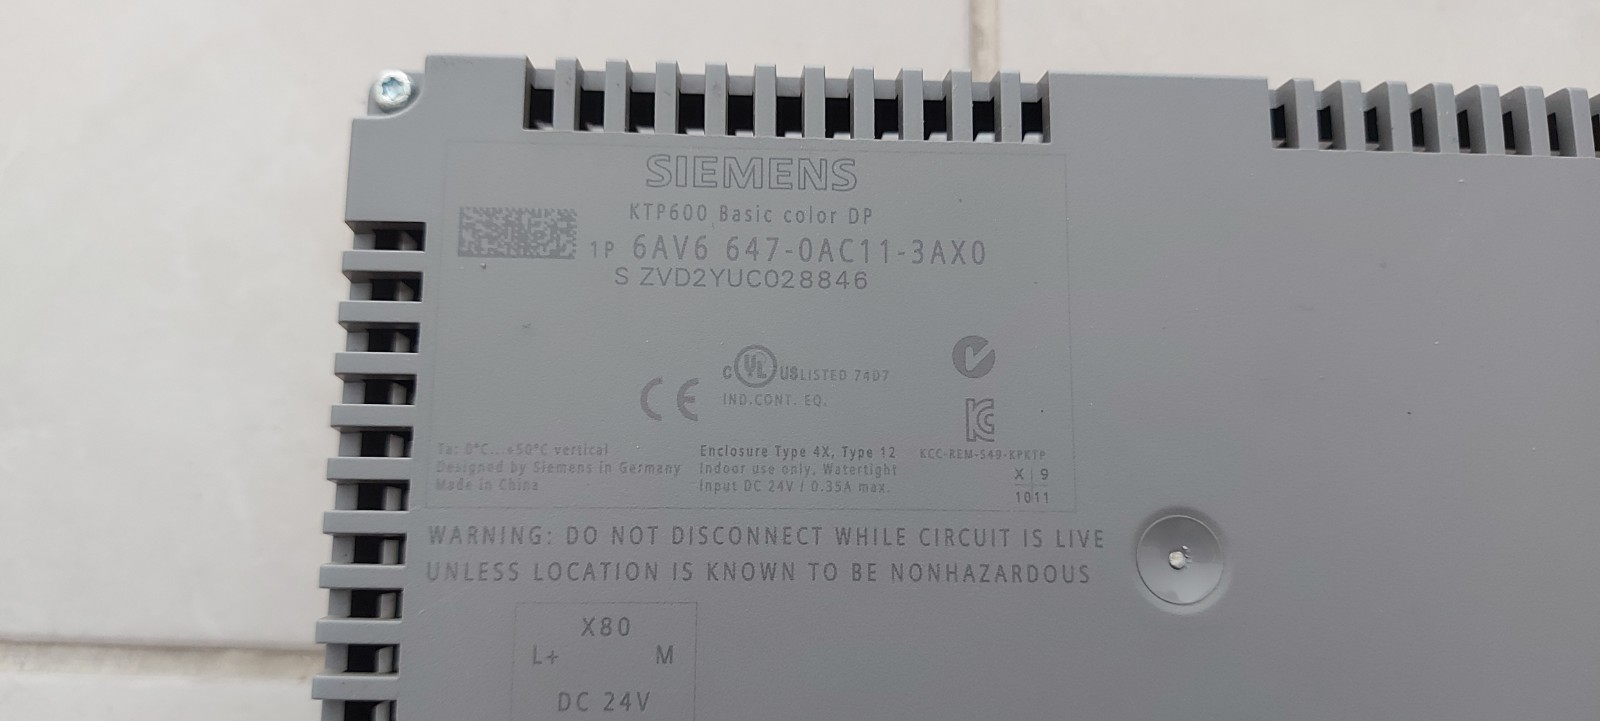 SIEMENS
KTP600 Basic color DP
1P 6AV6 647-0AC11-3AX0
S ZVD2YUC028846
C UL US LISTED 7407
IND.CONT. EQ.
CE
KC
Ta: 0°C...+50°C vertical
Designed by Siemens in Germany
Made in China
Enclosure Type 4X, Type 12
Indoor use only, Watertight
Input DC 24V / 0.35A max.
KCC-REM-S49-KPKTP
X 9
1011
WARNING: DO NOT DISCONNECT WHILE CIRCUIT IS LIVE
UNLESS LOCATION IS KNOWN TO BE NONHAZARDOUS
X80
L+ M
DC 24V